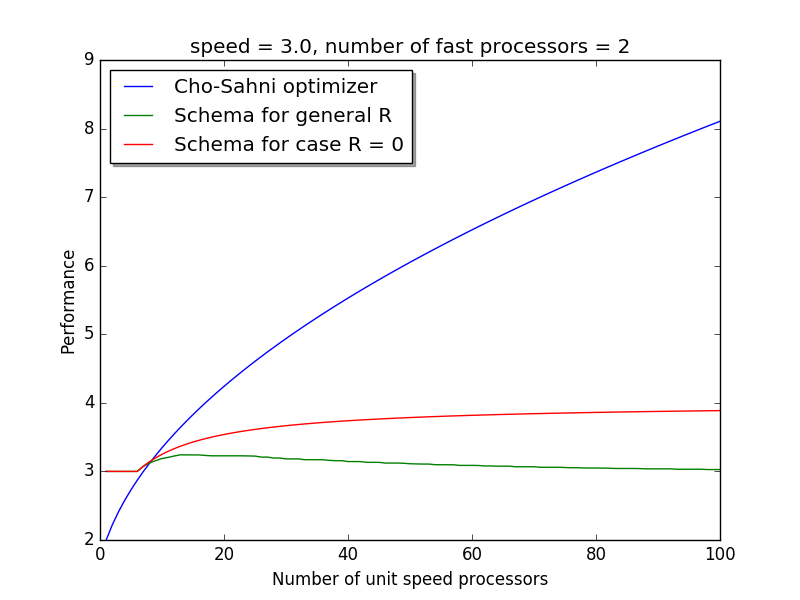 speed = 3.0, number of fast processors = 2
Cho-Sahni optimizer
Schema for general R
Schema for case R = 0
9
8
7
6
5
4
3
2
Performance
0 20 40 60 80 100
Number of unit speed processors